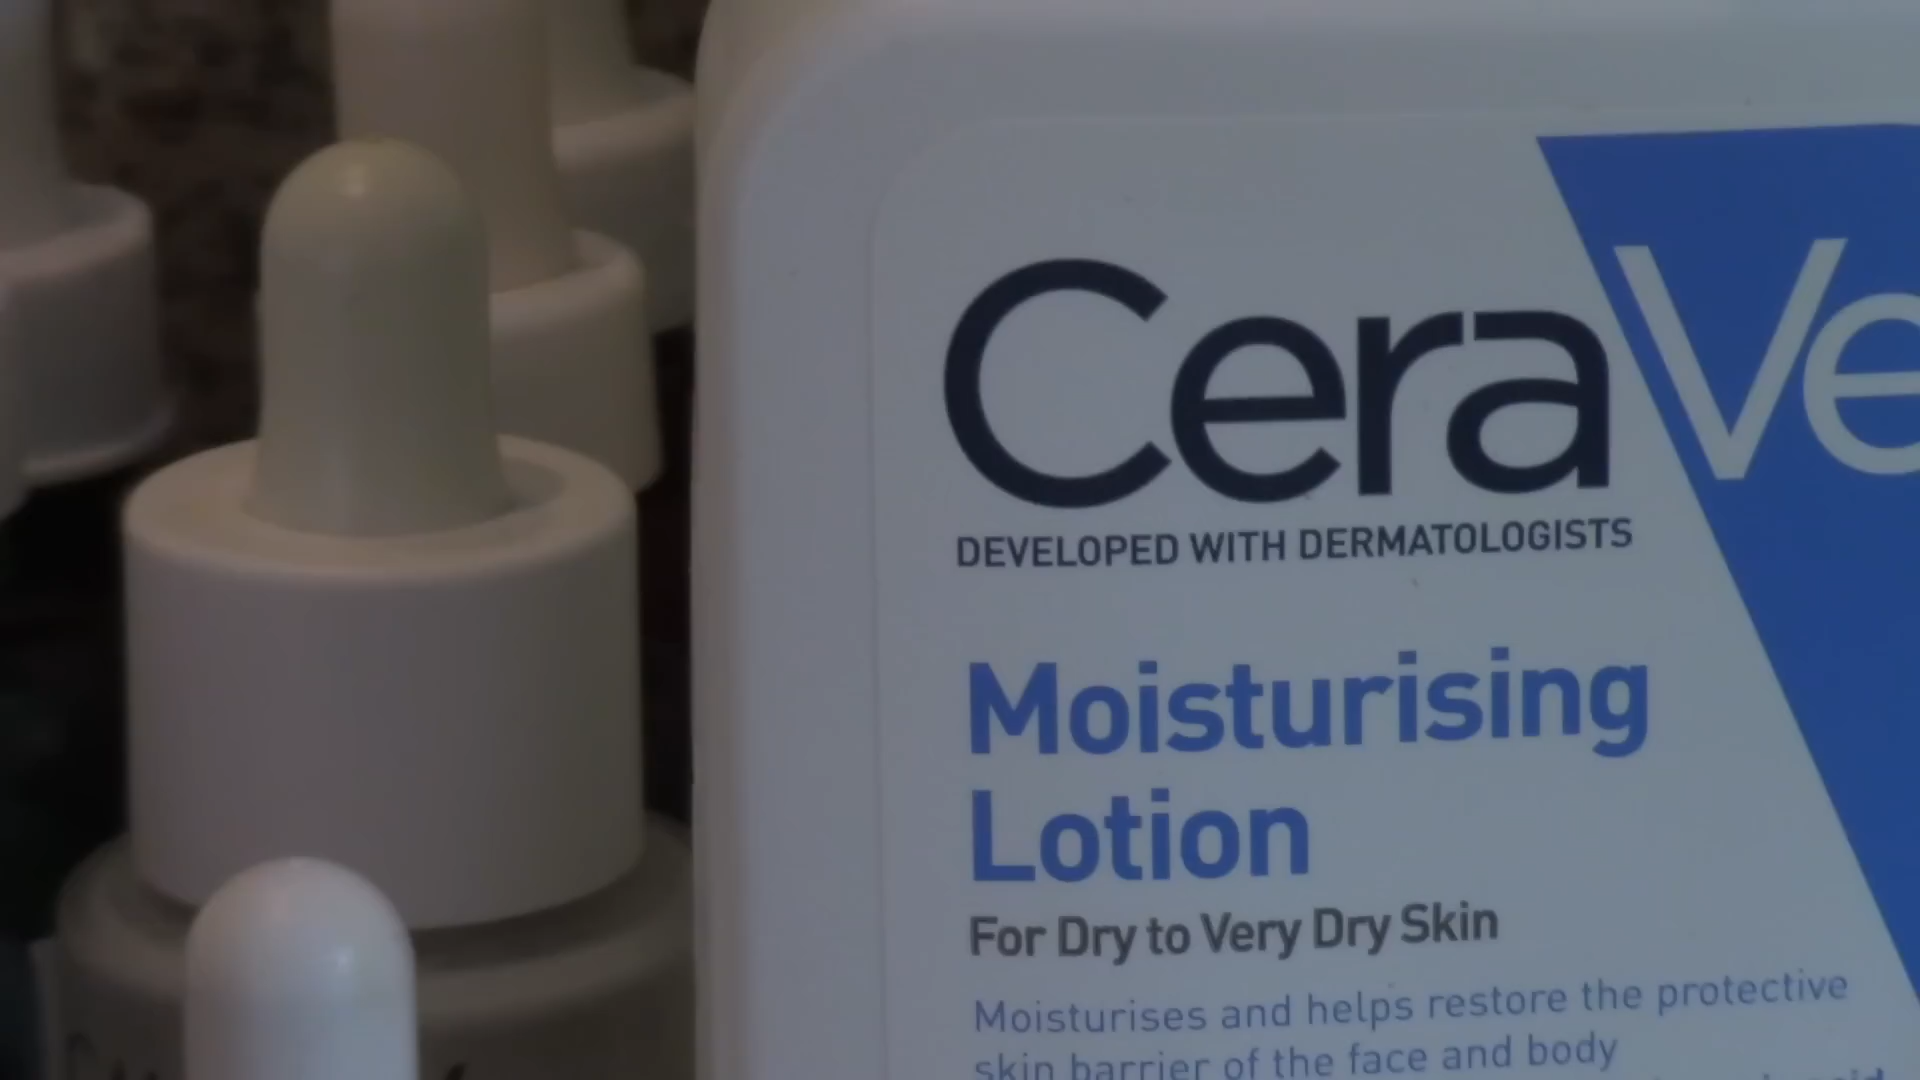 CeraVe
DEVELOPED WITH DERMATOLOGISTS
Moisturising
Lotion
For Dry to Very Dry Skin
Moisturises and helps restore the protective
skin barrier of the face and body